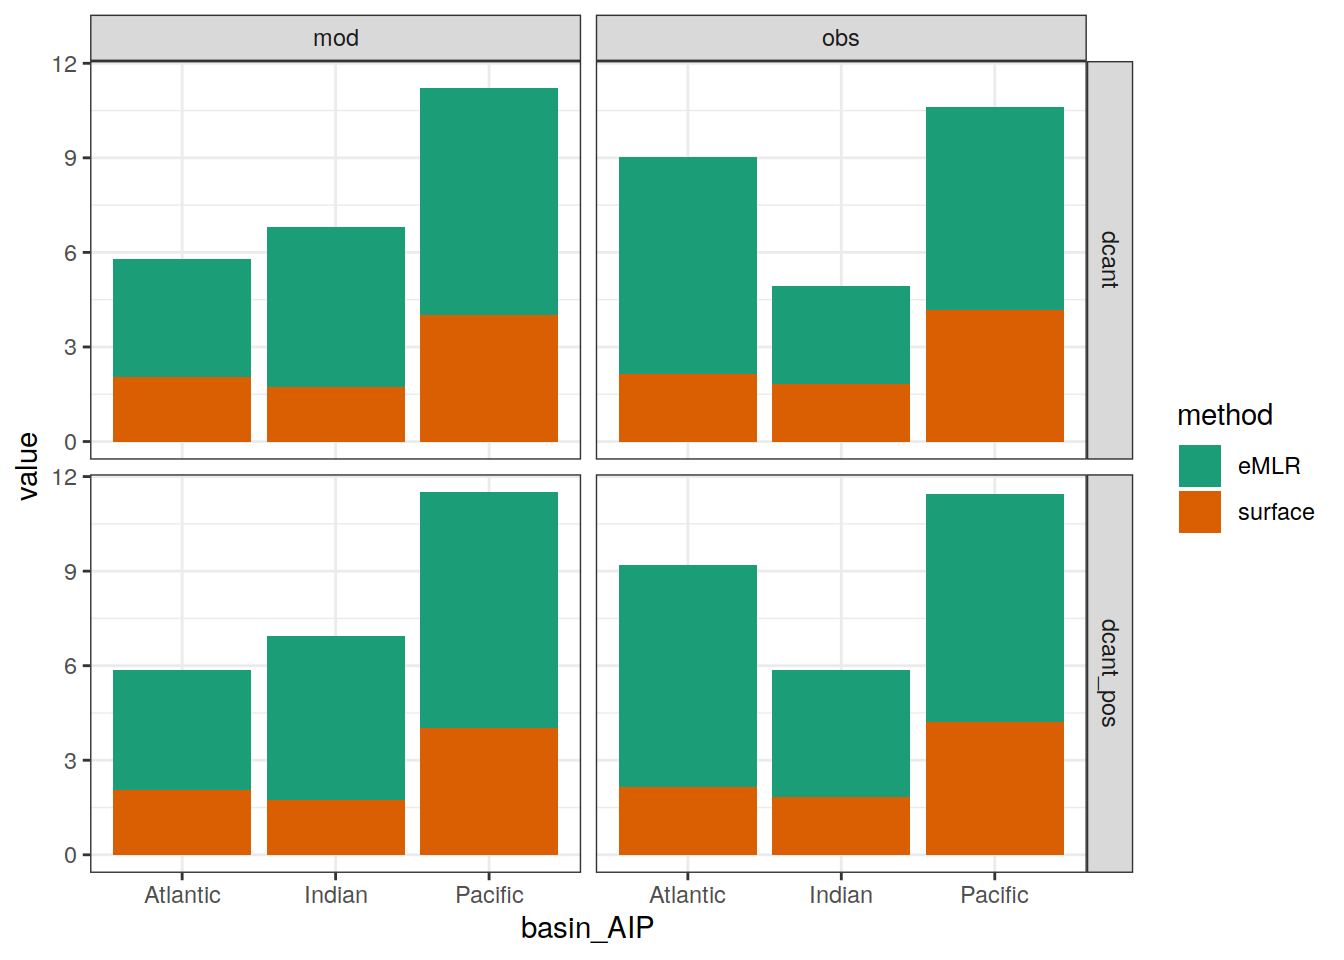 mod
obs
12
9
6
3
0
dcant
12
9
6
3
0
dcant_pos
value
Atlantic
Indian
Pacific
Atlantic
Indian
Pacific
basin_AIP
method
eMLR
surface